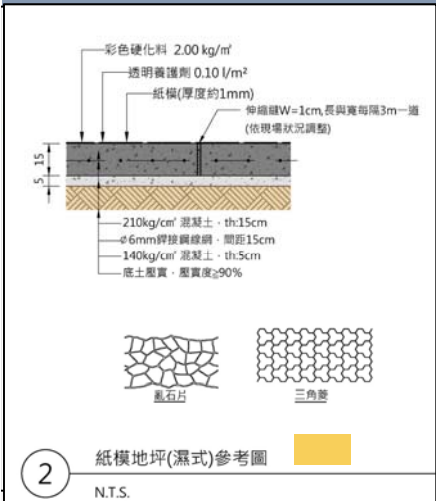 彩色硬化料 2.00 kg/㎡
透明養護劑 0.10 l/m²
紙模(厚度約1mm)
伸縮縫W=1cm,長與寬每隔3m一道
(依現場狀況調整)
15
5
210kg/cm² 混凝土，th:15cm
∅6mm銲接鋼線網，間距15cm
140kg/cm² 混凝土，th:5cm
底土壓實，壓實度≧90%
亂石片
三角菱
2
紙模地坪(濕式)參考圖
N.T.S.